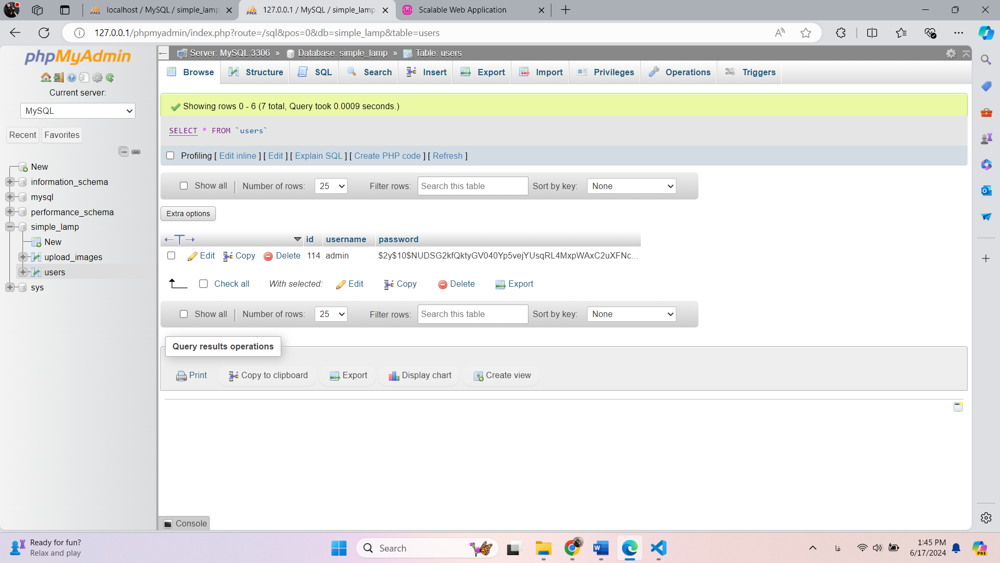 localhost / MySQL / simple_lamp
127.0.0.1 / MySQL / simple_lamp
Scalable Web Application
127.0.0.1/phpmyadmin/index.php?route=/sql&pos=0&db=simple_lamp&table=users
phpMyAdmin
Current server:
MySQL
Recent Favorites
New
information_schema
mysql
performance_schema
simple_lamp
New
upload_images
users
sys
Server: MySQL:3306 » Database: simple_lamp » Table: users
Browse Structure SQL Search Insert Export Import Privileges Operations Triggers
Showing rows 0 - 6 (7 total, Query took 0.0009 seconds.)
SELECT * FROM `users`
Profiling [ Edit inline ] [ Edit ] [ Explain SQL ] [ Create PHP code ] [ Refresh ]
Show all | Number of rows: 25 Filter rows: Search this table Sort by key: None
Extra options
←T→ id username password
Edit Copy Delete 114 admin $2y$10$NUDSG2kfQktyGV040Yp5vejYUsqRL4MxpWAxC2uXFNc...
Check all With selected: Edit Copy Delete Export
Show all | Number of rows: 25 Filter rows: Search this table Sort by key: None
Query results operations
Print Copy to clipboard Export Display chart Create view
Console
Ready for fun?
Relax and play
Search
فا
1:45 PM
6/17/2024
PRE